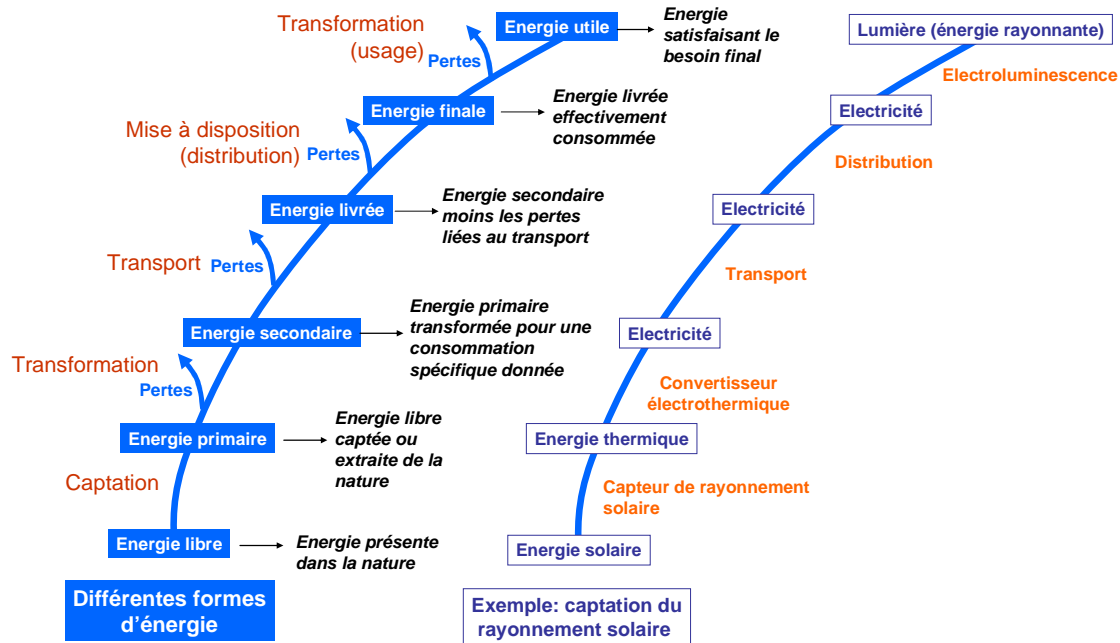 Transformation
(usage)
Energie utile
Energie
satisfaisant le
besoin final
Pertes
Energie finale
Energie livrée
effectivement
consommée
Mise à disposition
(distribution)
Pertes
Energie livrée
Energie secondaire
moins les pertes
liées au transport
Transport
Pertes
Energie secondaire
Energie primaire
transformée pour une
consommation
spécifique donnée
Transformation
Pertes
Energie primaire
Energie libre
captée ou
extraite de la
nature
Captation
Energie libre
Energie présente
dans la nature
Différentes formes
d’énergie
Lumière (énergie rayonnante)
Electroluminescence
Electricité
Distribution
Electricité
Transport
Electricité
Convertisseur
électrothermique
Energie thermique
Capteur de rayonnement
solaire
Energie solaire
Exemple: captation du
rayonnement solaire